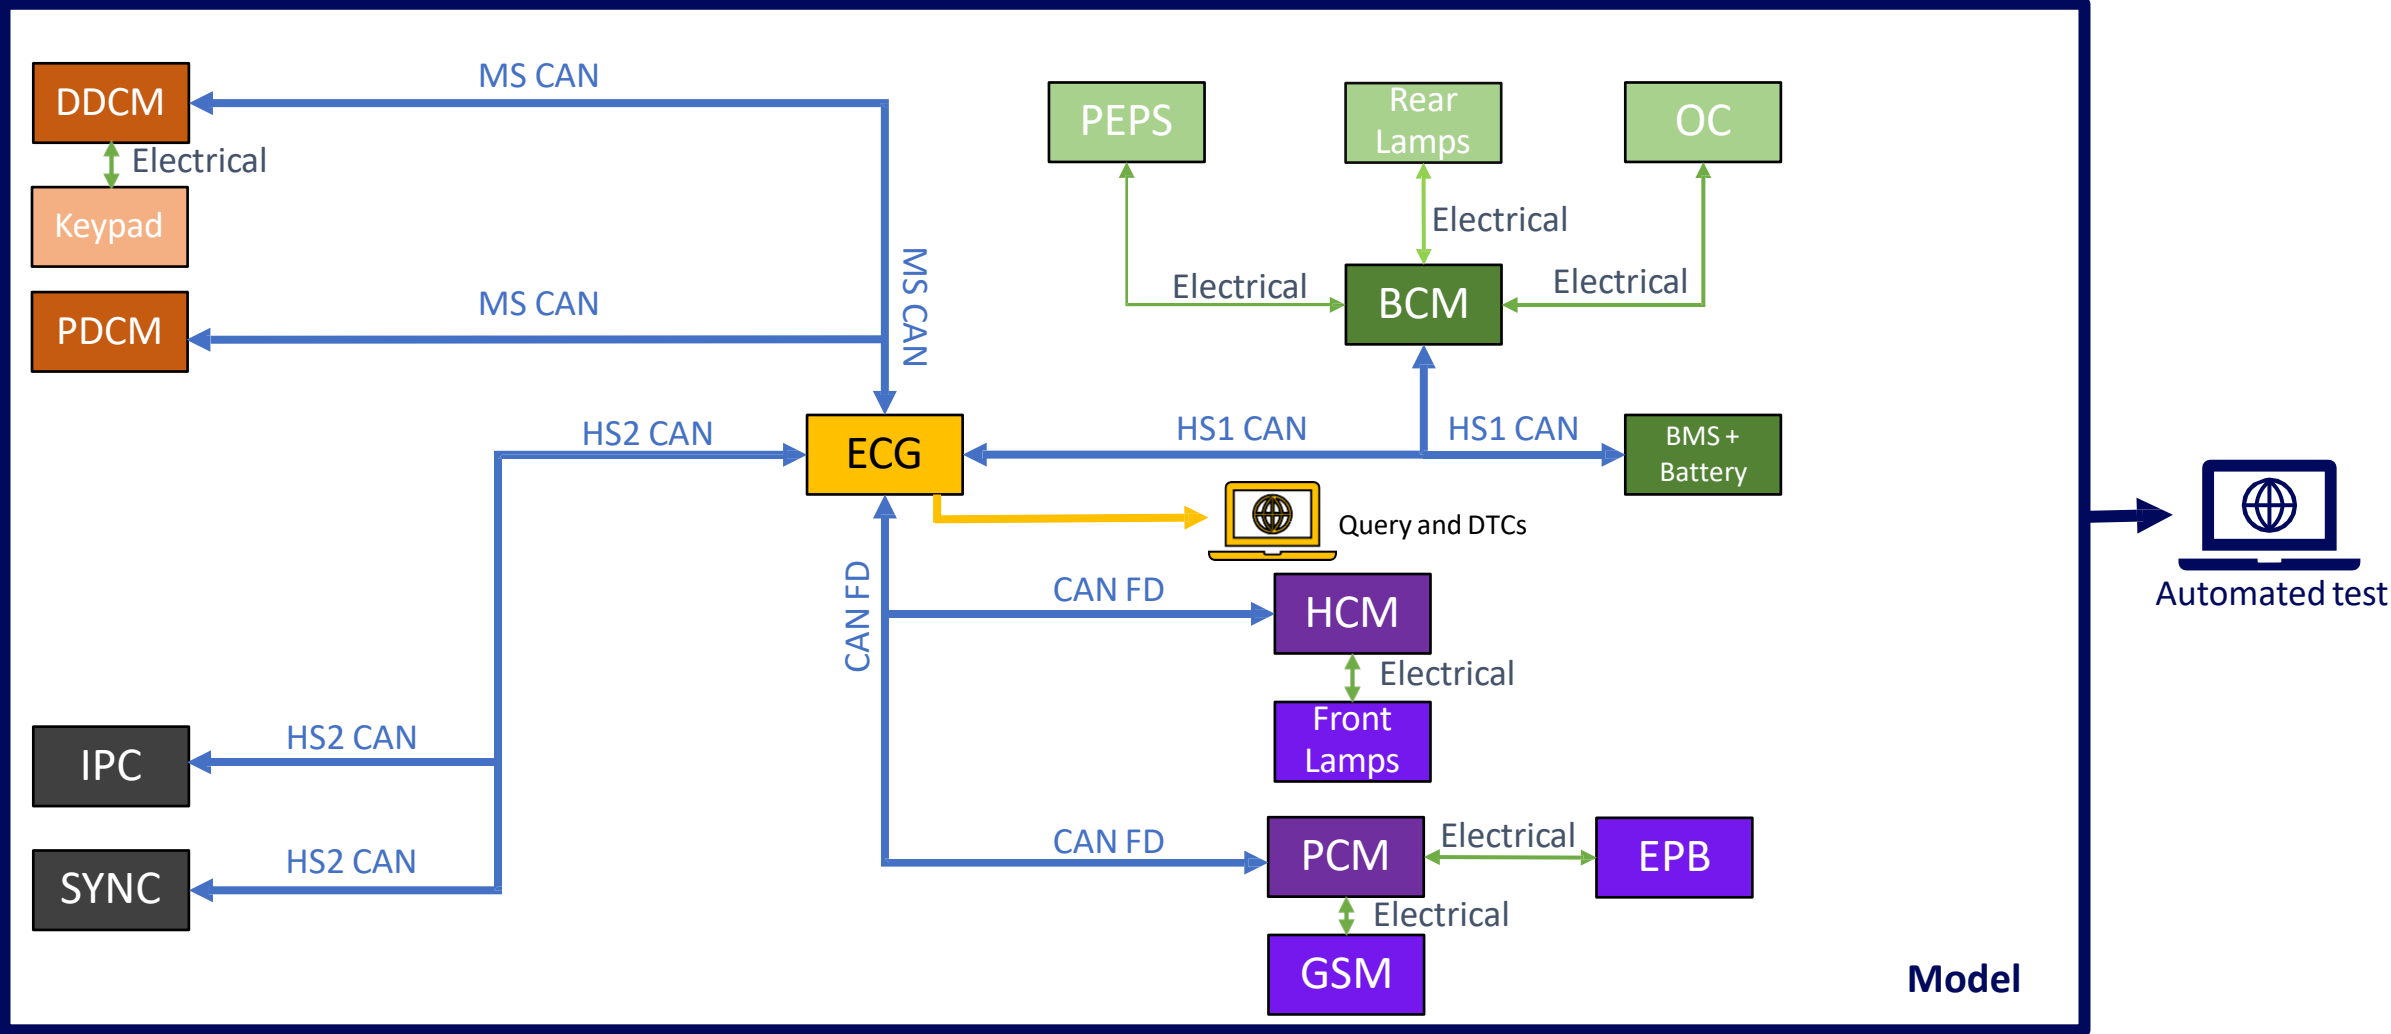 MS CAN
DDCM
Electrical
Keypad
MS CAN
PDCM
MS CAN
PEPS
Rear
Lamps
OC
Electrical
Electrical
Electrical
BCM
HS2 CAN
ECG
HS1 CAN
HS1 CAN
BMS +
Battery
Query and DTCs
CAN FD
CAN FD
HCM
Electrical
Front
Lamps
HS2 CAN
IPC
HS2 CAN
SYNC
CAN FD
PCM
Electrical
EPB
Electrical
GSM
Model
Automated test